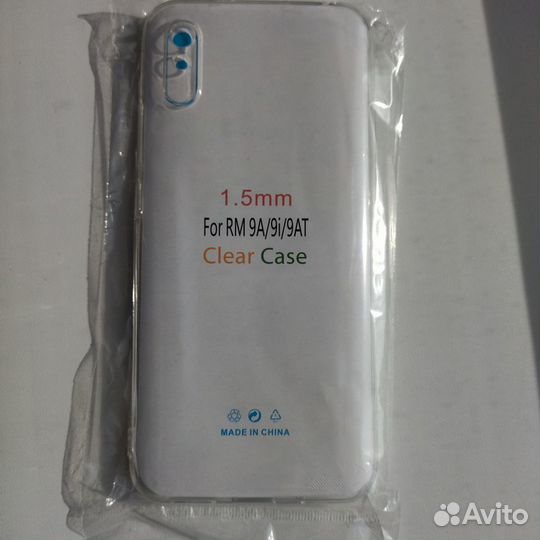 1.5mm
For RM 9A/9i/9AT
Clear Case
MADE IN CHINA
Avito